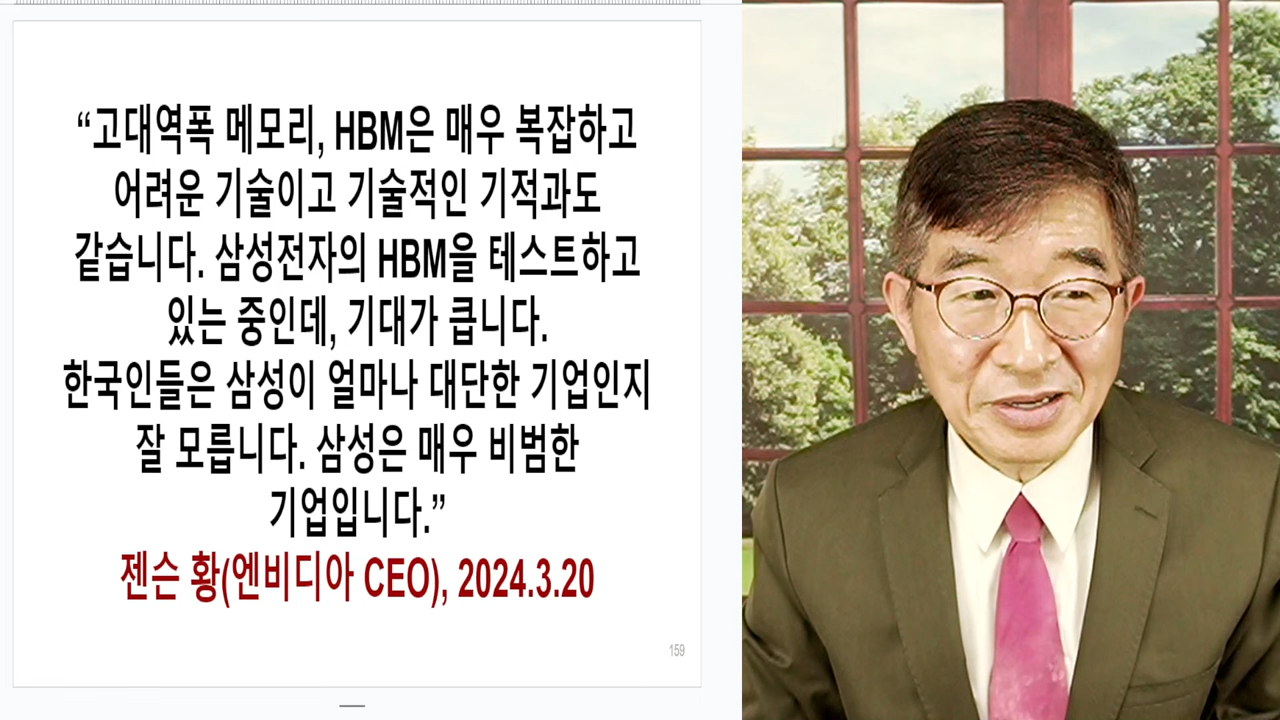 “고대역폭 메모리, HBM은 매우 복잡하고
어려운 기술이고 기술적인 기적과도
같습니다. 삼성전자의 HBM을 테스트하고
있는 중인데, 기대가 큽니다.
한국인들은 삼성이 얼마나 대단한 기업인지
잘 모릅니다. 삼성은 매우 비범한
기업입니다.”
젠슨 황(엔비디아 CEO), 2024.3.20
159